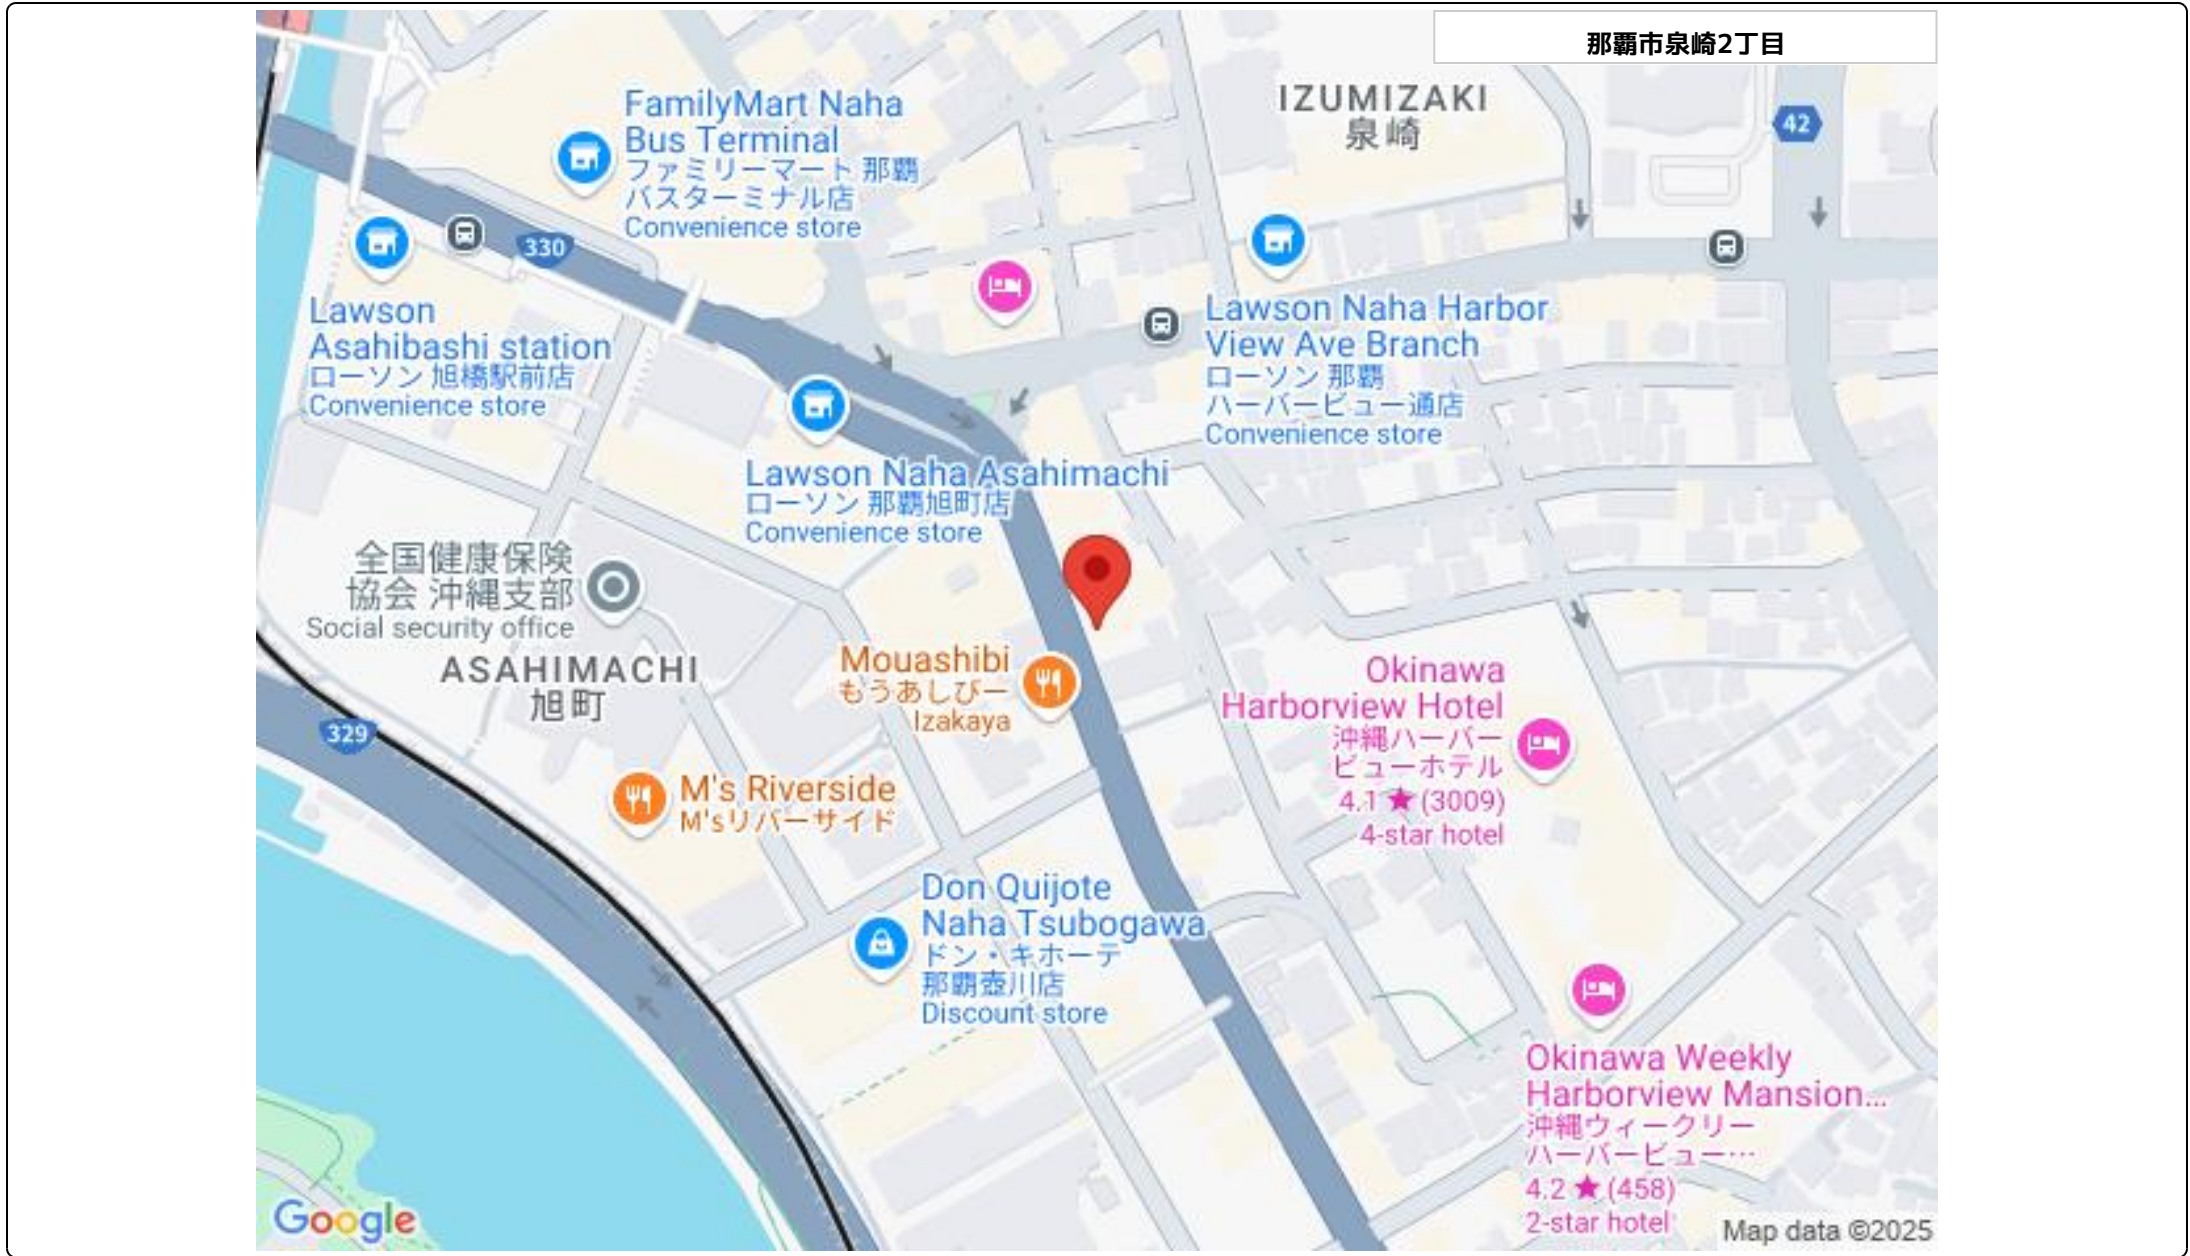 那覇市泉崎2丁目
FamilyMart Naha
Bus Terminal
ファミリーマート 那覇
バスターミナル店
Convenience store
IZUMIZAKI
泉崎
42
330
Lawson
Asahibashi station
ローソン 旭橋駅前店
Convenience store
Lawson Naha Harbor
View Ave Branch
ローソン 那覇
ハーバービュー通店
Convenience store
Lawson Naha Asahimachi
ローソン 那覇旭町店
Convenience store
全国健康保険
協会 沖縄支部
Social security office
ASAHIMACHI
旭町
Mouashibi
もうあしびー
Izakaya
Okinawa
Harborview Hotel
沖縄ハーバー
ビューホテル
4.1 ★ (3009)
4-star hotel
329
M's Riverside
M'sリバーサイド
Don Quijote
Naha Tsubogawa
ドン・キホーテ
那覇壺川店
Discount store
Okinawa Weekly
Harborview Mansion...
沖縄ウィークリー
ハーバービュー…
4.2 ★ (458)
2-star hotel
Google
Map data ©2025